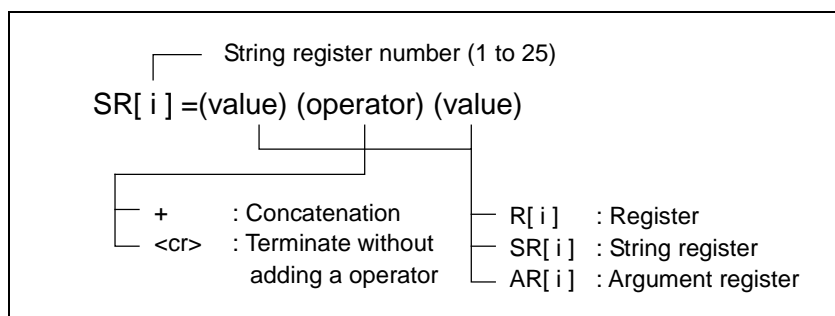 String register number (1 to 25)
SR[ i ] =(value) (operator) (value)
+ : Concatenation
<cr> : Terminate without
adding a operator
R[ i ] : Register
SR[ i ] : String register
AR[ i ] : Argument register